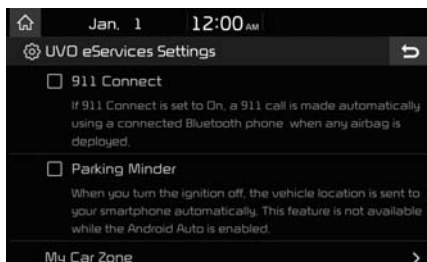 Jan. 1 12:00 AM
UVO eServices Settings
911 Connect
If 911 Connect is set to On, a 911 call is made automatically
using a connected Bluetooth phone when any airbag is
deployed.
Parking Minder
When you turn the ignition off, the vehicle location is sent to
your smartphone automatically. This feature is not available
while the Android Auto is enabled.
My Car Zone